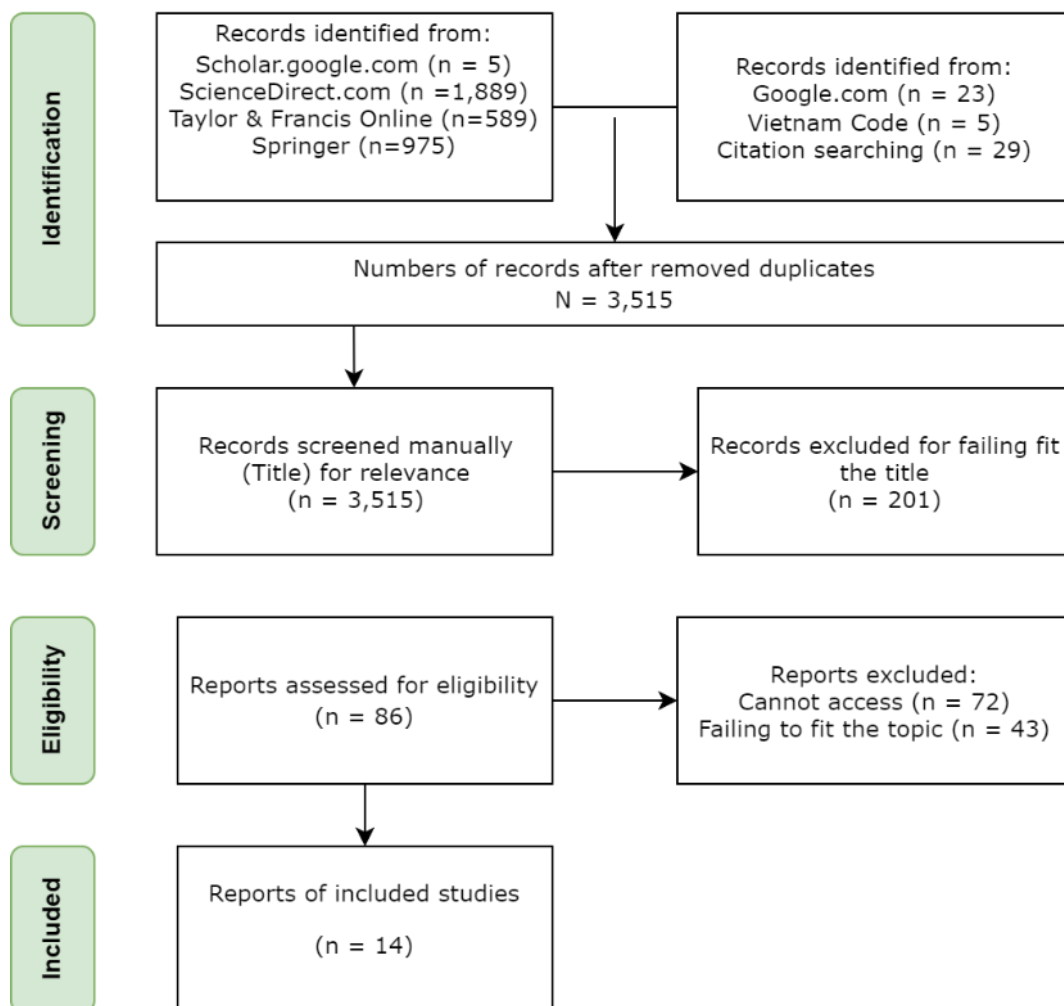 Identification
Records identified from:
Scholar.google.com (n = 5)
ScienceDirect.com (n =1,889)
Taylor & Francis Online (n=589)
Springer (n=975)
Records identified from:
Google.com (n = 23)
Vietnam Code (n = 5)
Citation searching (n = 29)
Numbers of records after removed duplicates
N = 3,515
Screening
Records screened manually
(Title) for relevance
(n = 3,515)
Records excluded for failing fit
the title
(n = 201)
Eligibility
Reports assessed for eligibility
(n = 86)
Reports excluded:
Cannot access (n = 72)
Failing to fit the topic (n = 43)
Included
Reports of included studies
(n = 14)